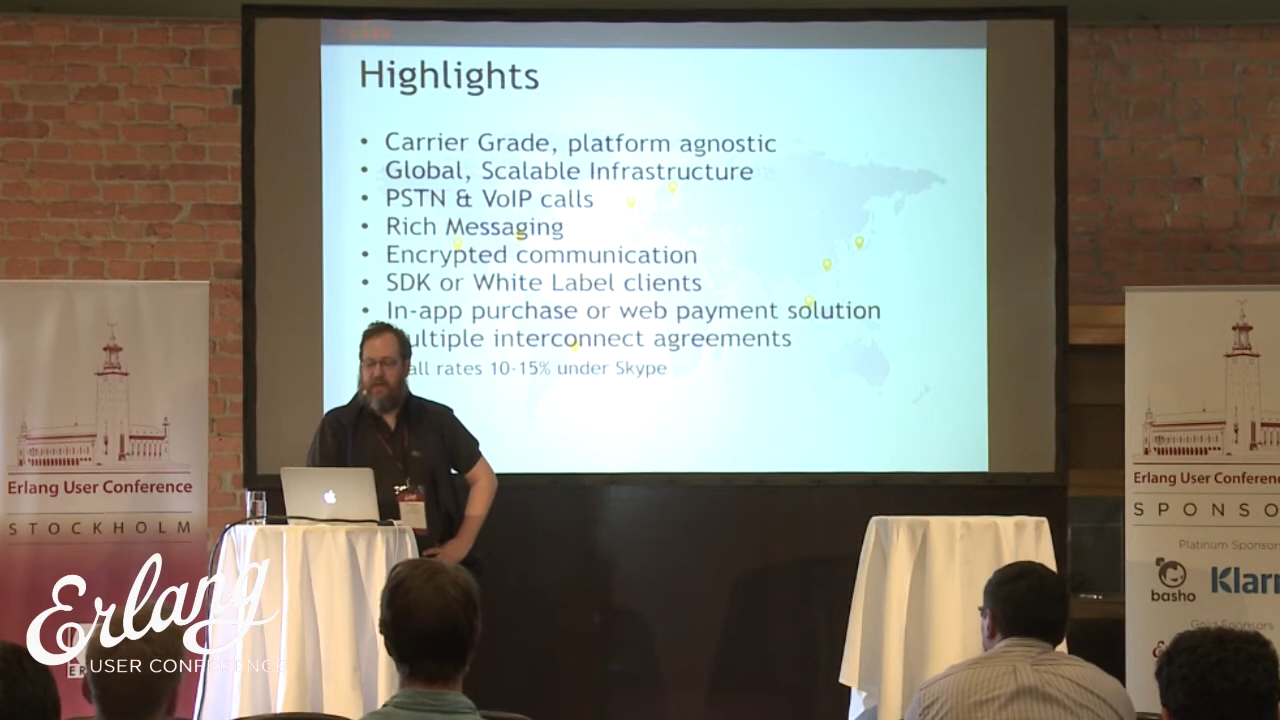 Highlights
• Carrier Grade, platform agnostic
• Global, Scalable Infrastructure
• PSTN & VoIP calls
• Rich Messaging
• Encrypted communication
• SDK or White Label clients
• In-app purchase or web payment solution
ultiple interconnect agreements
all rates 10-15% under Skype
Erlang User Conference
STOCKHOLM
Erlang
USER CONFERENCE
Erlang User Conferen
SPONSO
Platinum Sponsor
basho
Klar
Gold Sponsors